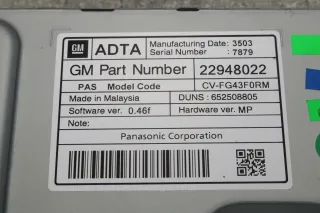 GM ADTA Manufacturing Date: 3503
Serial Number : 7879
GM Part Number 22948022
PAS Model Code CV-FG43F0RM
Made in Malaysia DUNS : 652508805
Software ver. 0.46f Hardware ver. MP
Note:
Panasonic Corporation